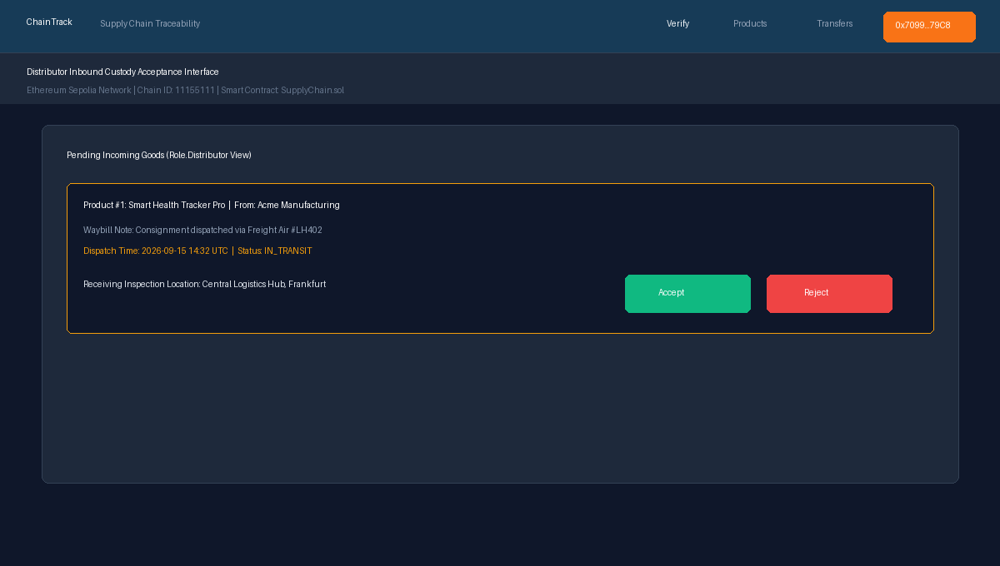 ChainTrack Supply Chain Traceability Verify Products Transfers 0x7099...79C8
Distributor Inbound Custody Acceptance Interface
Ethereum Sepolia Network | Chain ID: 11155111 | Smart Contract: SupplyChain.sol
Pending Incoming Goods (Role.Distributor View)
Product #1: Smart Health Tracker Pro | From: Acme Manufacturing
Waybill Note: Consignment dispatched via Freight Air #LH402
Dispatch Time: 2026-09-15 14:32 UTC | Status: IN_TRANSIT
Receiving Inspection Location: Central Logistics Hub, Frankfurt
Accept Reject